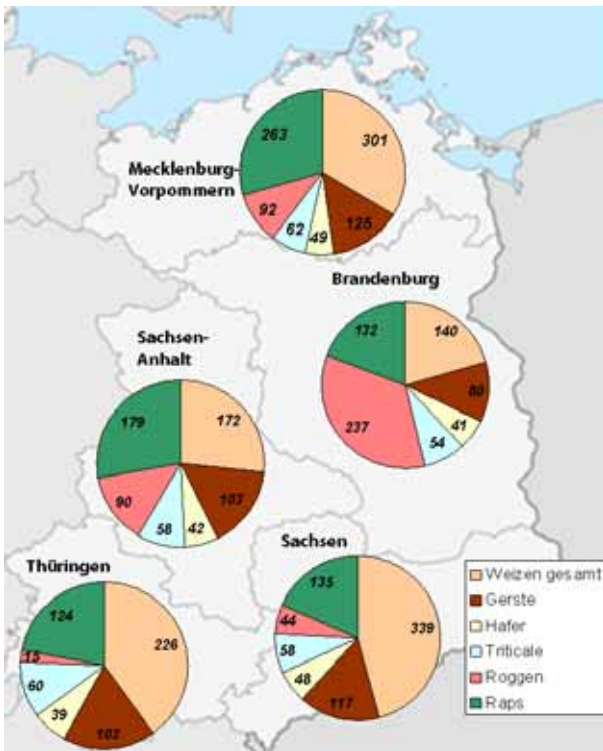 263
301
Mecklenburg-
Vorpommern
92
125
62
49
Brandenburg
132
140
Sachsen-
Anhalt
80
237
41
54
179
172
103
90
58
42
Sachsen
Thüringen
135
124
339
226
44
15
58
60
48
117
39
102
Weizen gesamt
Gerste
Hafer
Triticale
Roggen
Raps